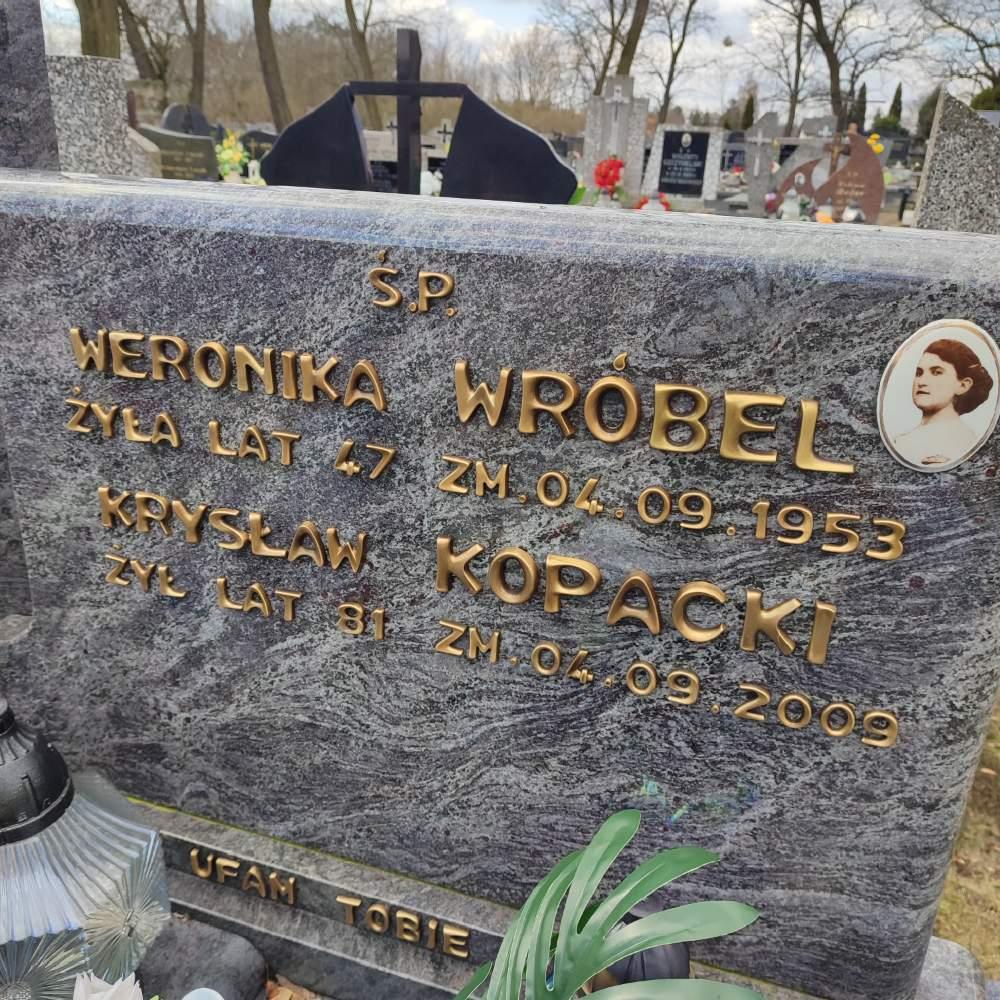 Ś.P.
WERONIKA WRÓBEL
ŻYŁA LAT 47 ZM. 04.09.1953
KRYSŁAW KOPACKI
ŻYŁ LAT 81 ZM. 04.09.2009
UFAM TOBIE